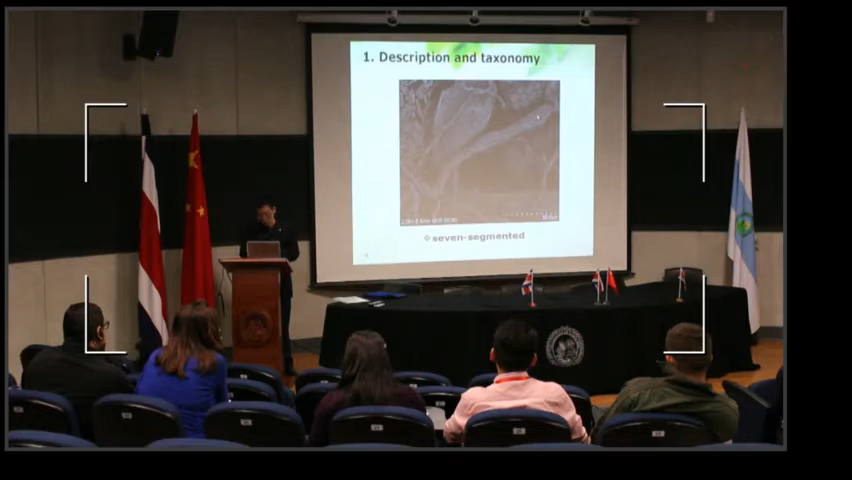 1. Description and taxonomy
❖ seven-segmented